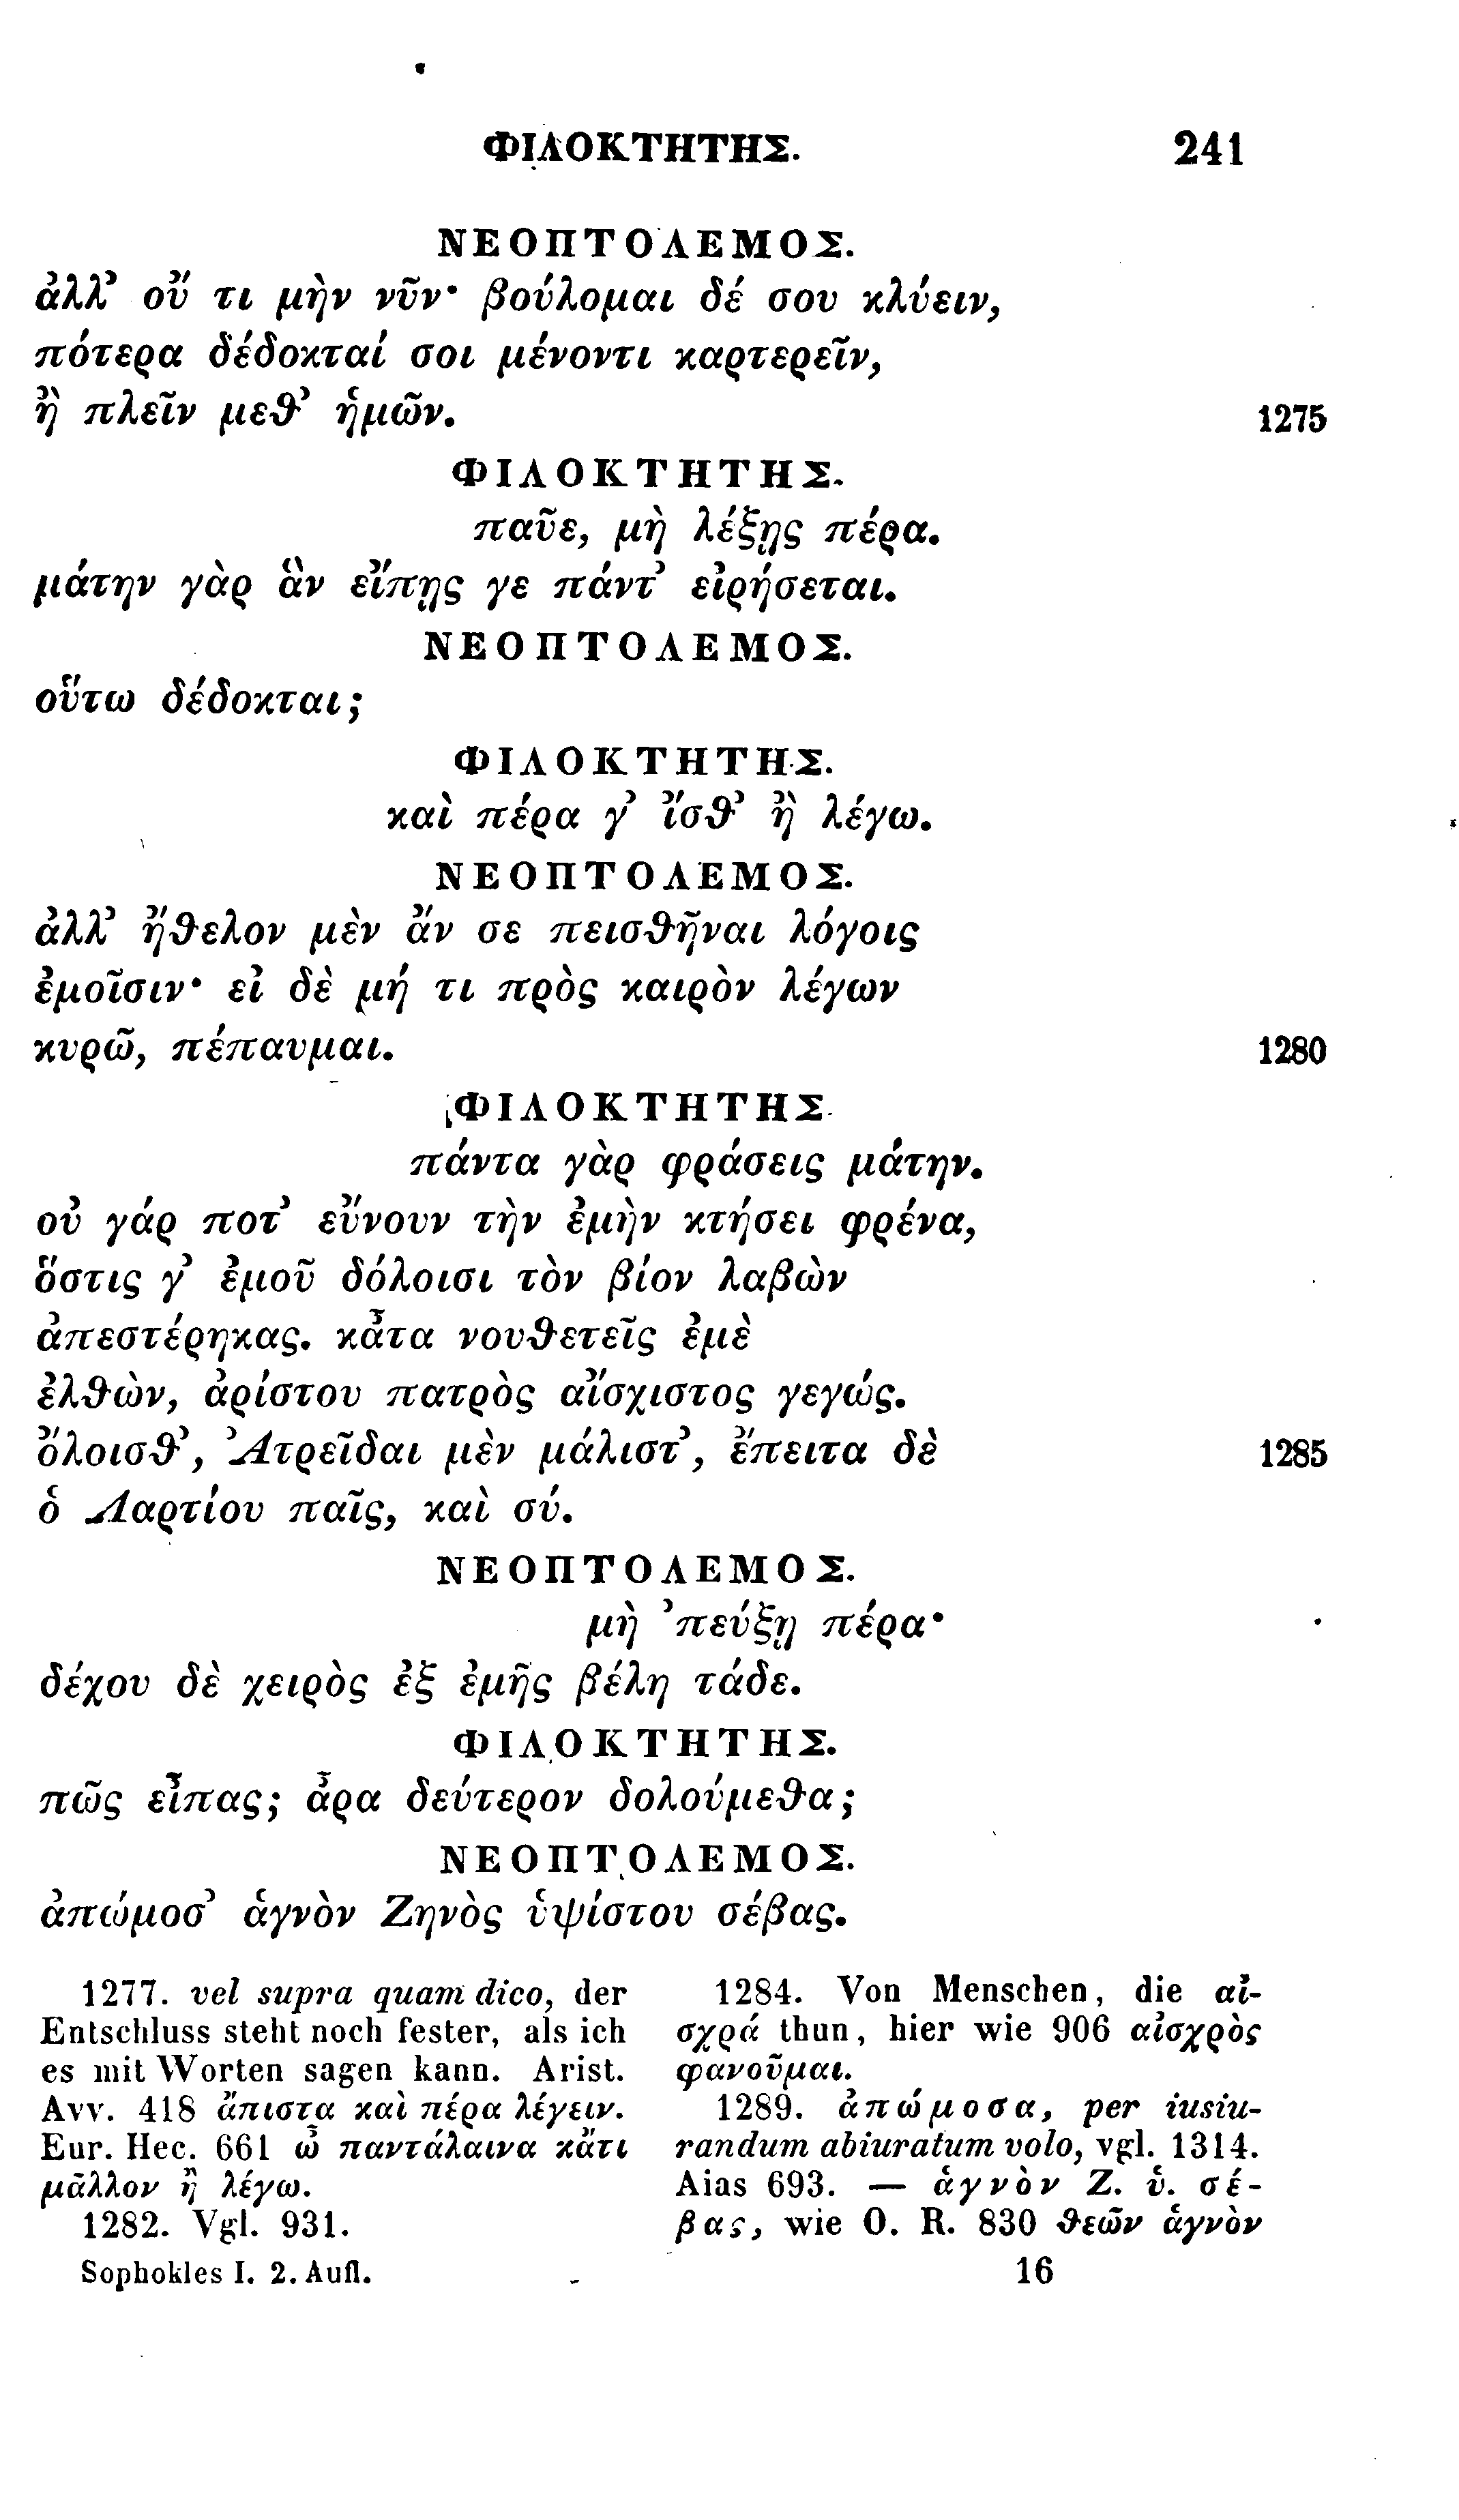 ΦΙΛΟΚΤΗΤΗΣ. 241
ΝΕΟΠΤΟΛΕΜΟΣ.
ἀλλ’ οὔ τι μὴν νῦν· βούλομαι δέ σου κλύειν,
πότερα δέδοκταί σοι μένοντι καρτερεῖν,
ἢ πλεῖν μεθ’ ἡμῶν. 1275
ΦΙΛΟΚΤΗΤΗΣ.
παῦε, μὴ λέξῃς πέρα.
μάτην γὰρ ἃν εἴπῃς γε πάντ’ εἰρήσεται.
ΝΕΟΠΤΟΛΕΜΟΣ.
οὕτω δέδοκται;
ΦΙΛΟΚΤΗΤΗΣ.
καὶ πέρα γ’ ἴσθ’ ἢ λέγω.
ΝΕΟΠΤΟΛΕΜΟΣ.
ἀλλ’ ἤθελον μὲν ἄν σε πεισθῆναι λόγοις
ἐμοῖσιν· εἰ δὲ μή τι πρὸς καιρὸν λέγων
κυρῶ, πέπαυμαι. 1280
ΦΙΛΟΚΤΗΤΗΣ
πάντα γὰρ φράσεις μάτην.
οὐ γάρ ποτ’ εὔνουν τὴν ἐμὴν κτήσει φρένα,
ὅστις γ’ ἐμοῦ δόλοισι τὸν βίον λαβὼν
ἀπεστέρηκας. κᾆτα νουθετεῖς ἐμὲ
ἐλθὼν, ἀρίστου πατρὸς αἴσχιστος γεγώς.
ὄλοισθ’, Ἀτρεῖδαι μὲν μάλιστ’, ἔπειτα δὲ 1285
ὁ Λαρτίου παῖς, καὶ σύ.
ΝΕΟΠΤΟΛΕΜΟΣ.
μὴ ’πεύξῃ πέρα·
δέχου δὲ χειρὸς ἐξ ἐμῆς βέλη τάδε.
ΦΙΛΟΚΤΗΤΗΣ.
πῶς εἶπας; ἆρα δεύτερον δολούμεθα;
ΝΕΟΠΤΟΛΕΜΟΣ.
ἀπώμοσ’ ἁγνὸν Ζηνὸς ὑψίστου σέβας.
1277. vel supra quam dico, der
Entschluss steht noch fester, als ich
es mit Worten sagen kann. Arist.
Avv. 418 ἄπιστα καὶ πέρα λέγειν.
Eur. Hec. 661 ὦ παντάλαινα κἄτι
μᾶλλον ἢ λέγω.
1282. Vgl. 931.
1284. Von Menschen, die αἰ-
σχρά thun, hier wie 906 αἰσχρὸς
φανοῦμαι.
1289. ἀπώμοσα, per iusiu-
randum abiuratum volo, vgl. 1314.
Aias 693. — ἁγνὸν Ζ. ὑ. σέ-
βας, wie O. R. 830 θεῶν ἁγνὸν
Sophokles I. 2. Aufl. 16